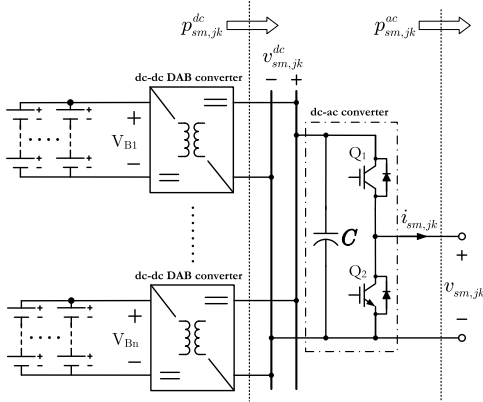 p^{dc}_{sm,jk}
p^{ac}_{sm,jk}
v^{dc}_{sm,jk}
dc-dc DAB converter
− +
dc-ac converter
+ −
+ −
+
V_{B1}
−
Q_1
+ −
+ −
C
i_{sm,jk}
+
dc-dc DAB converter
Q_2
v_{sm,jk}
+ −
+ −
+
V_{Bn}
−
−
+ −
+ −